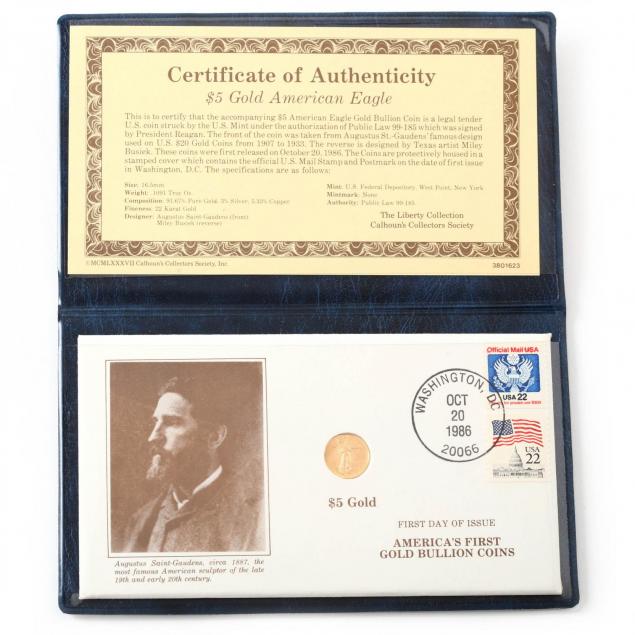 Certificate of Authenticity
$5 Gold American Eagle
This is to certify that the accompanying $5 American Eagle Gold Bullion Coin is a legal tender
U.S. coin struck by the U.S. Mint under the authorization of Public Law 99-185 which was signed
by President Reagan. The front of the coin was taken from Augustus St.-Gaudens' famous design
used on U.S. $20 Gold Coins from 1907 to 1933. The reverse is designed by Texas artist Miley
Busiek. These coins were first released on October 20, 1986. The Coins are protectively housed in a
stamped cover which contains the official U.S. Mail Stamp and Postmark on the date of first issue
in Washington, D.C. The specifications are as follows:
Size: 16.5mm
Weight: .1091 Troy Oz.
Composition: 91.67% Pure Gold, 3% Silver, 5.33% Copper
Fineness: 22 Karat Gold
Designer: Augustus Saint-Gaudens (front)
Miley Busiek (reverse)
Mint: U.S. Federal Depository, West Point, New York
Mintmark: None
Authority: Public Law 99-185.
The Liberty Collection
Calhoun's Collectors Society
©MCMLXXXVII Calhoun's Collectors Society, Inc.
3801623
Augustus Saint-Gaudens, circa 1887, the
most famous American sculptor of the late
19th and early 20th century.
$5 Gold
WASHINGTON, DC
OCT
20
1986
20066
Official Mail USA
USA 22
USA
22
FIRST DAY OF ISSUE
AMERICA'S FIRST
GOLD BULLION COINS